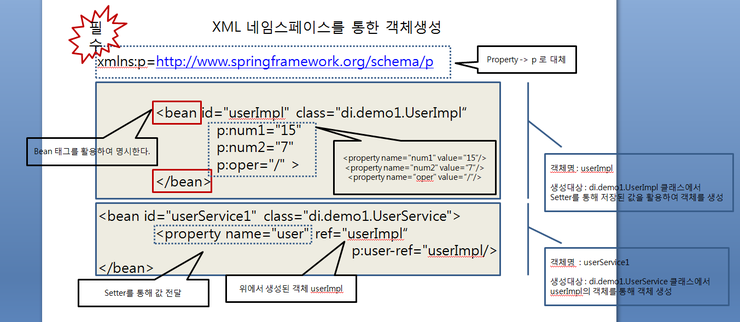 필
수
XML 네임스페이스를 통한 객체생성
xmlns:p=http://www.springframework.org/schema/p
Property -> p 로 대체
<bean id="userImpl" class="di.demo1.UserImpl"
p:num1="15"
p:num2="7"
p:oper="/" >
</bean>
Bean 태그를 활용하여 명시한다.
<property name="num1" value="15"/>
<property name="num2" value="7"/>
<property name="oper" value="/"/>
객체명 : userImpl
생성대상 : di.demo1.UserImpl 클래스에서
Setter를 통해 저장된 값을 활용하여 객체를 생성
<bean id="userService1" class="di.demo1.UserService">
<property name="user" ref="userImpl"
p:user-ref="userImpl/>
</bean>
Setter를 통해 값 전달
위에서 생성된 객체 userImpl
객체명 : userService1
생성대상 : di.demo1.UserService 클래스에서
userImpl의 객체를 통해 객체 생성